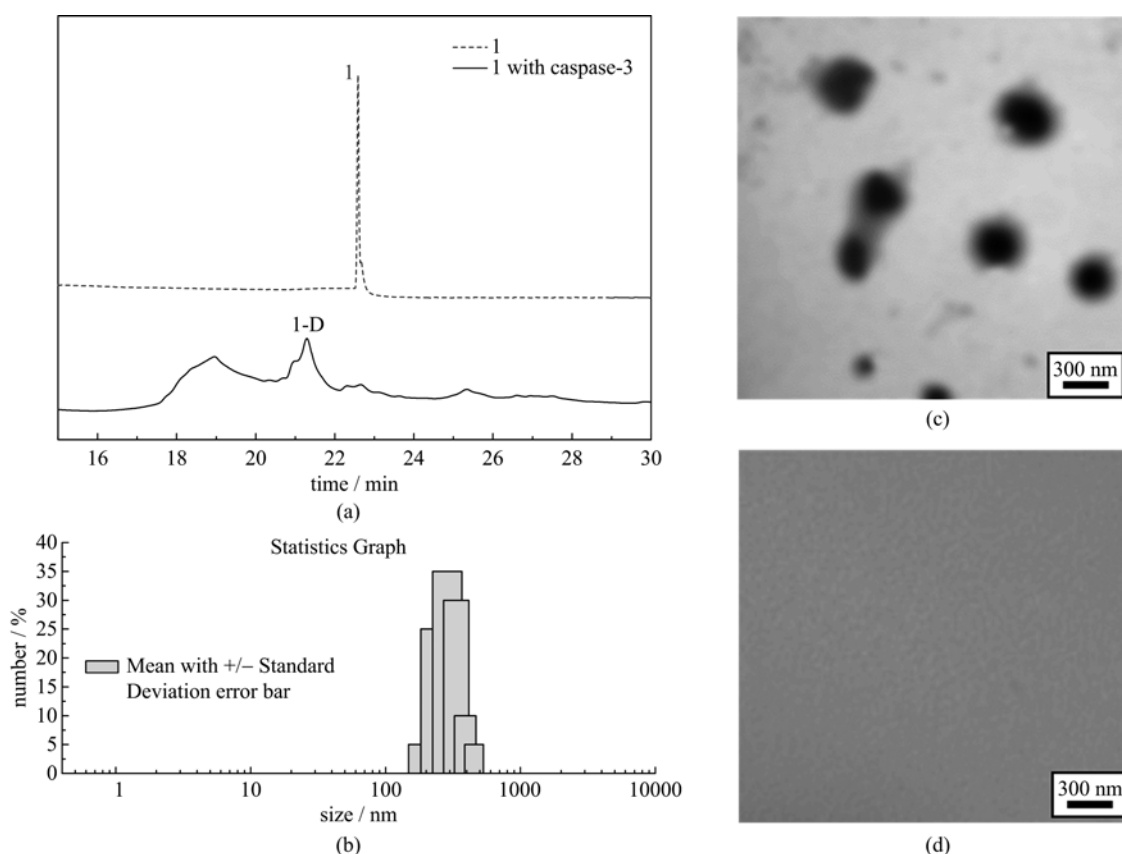 1
1 with caspase-3
1
1-D
16 18 20 22 24 26 28 30
time / min
(a)
40
35
30
25
20
15
10
5
0
number / %
Statistics Graph
Mean with +/− Standard
Deviation error bar
1 10 100 1000 10000
size / nm
(b)
300 nm
(c)
300 nm
(d)